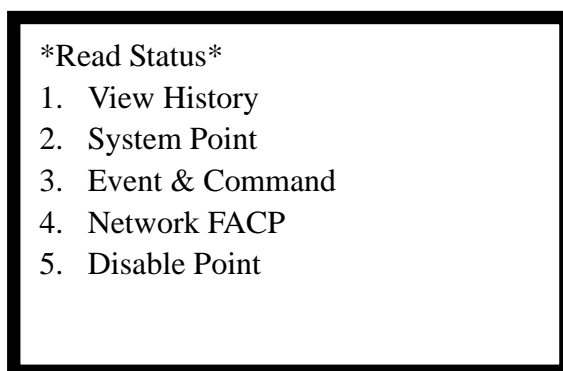 *Read Status*
1. View History
2. System Point
3. Event & Command
4. Network FACP
5. Disable Point